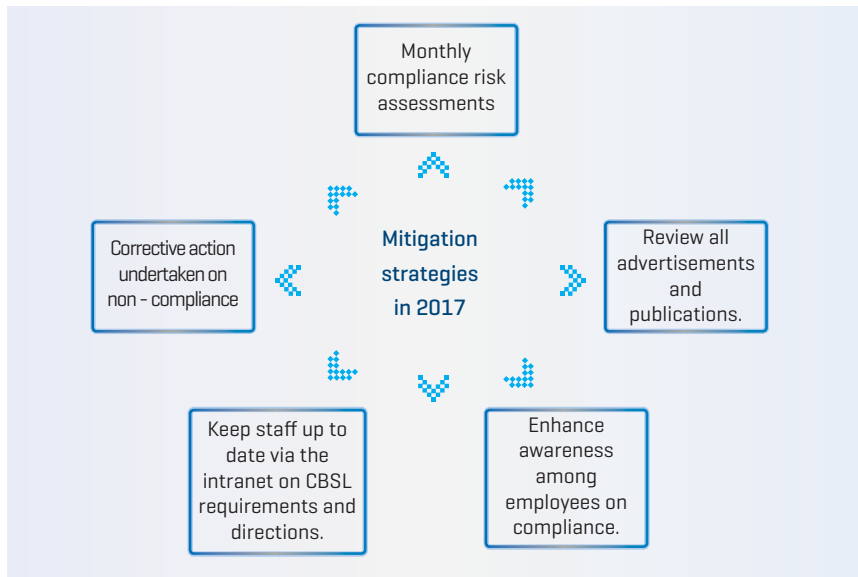 Monthly
compliance risk
assessments
Mitigation
strategies
in 2017
Corrective action
undertaken on
non - compliance
Review all
advertisements
and
publications.
Keep staff up to
date via the
intranet on CBSL
requirements and
directions.
Enhance
awareness
among
employees on
compliance.